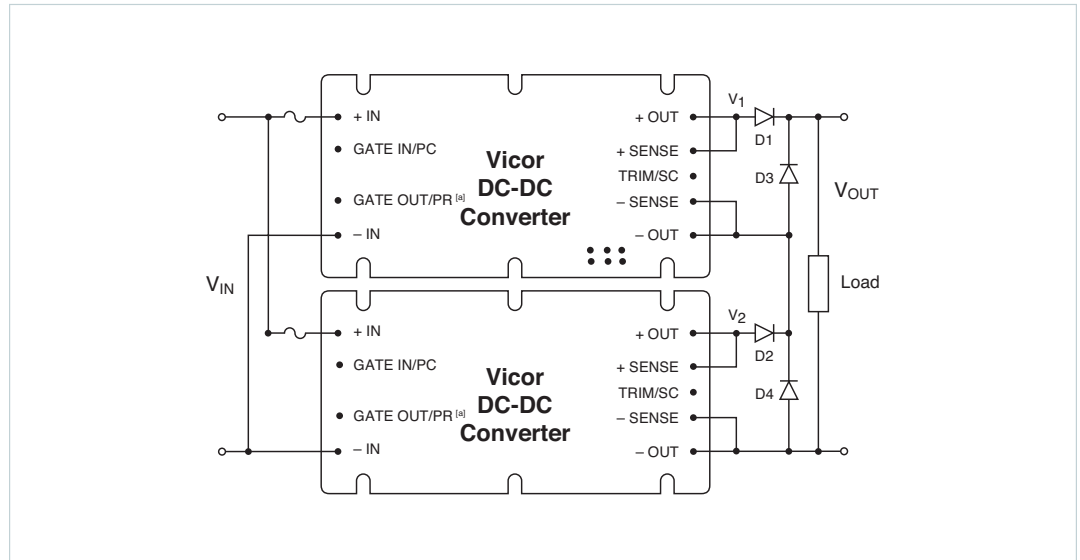 + IN
GATE IN/PC
GATE OUT/PR [a]
– IN
Vicor
DC-DC
Converter
+ OUT
+ SENSE
TRIM/SC
– SENSE
– OUT
V1
D1
D3
VOUT
Load
VIN
+ IN
GATE IN/PC
GATE OUT/PR [a]
– IN
Vicor
DC-DC
Converter
+ OUT
+ SENSE
TRIM/SC
– SENSE
– OUT
V2
D2
D4